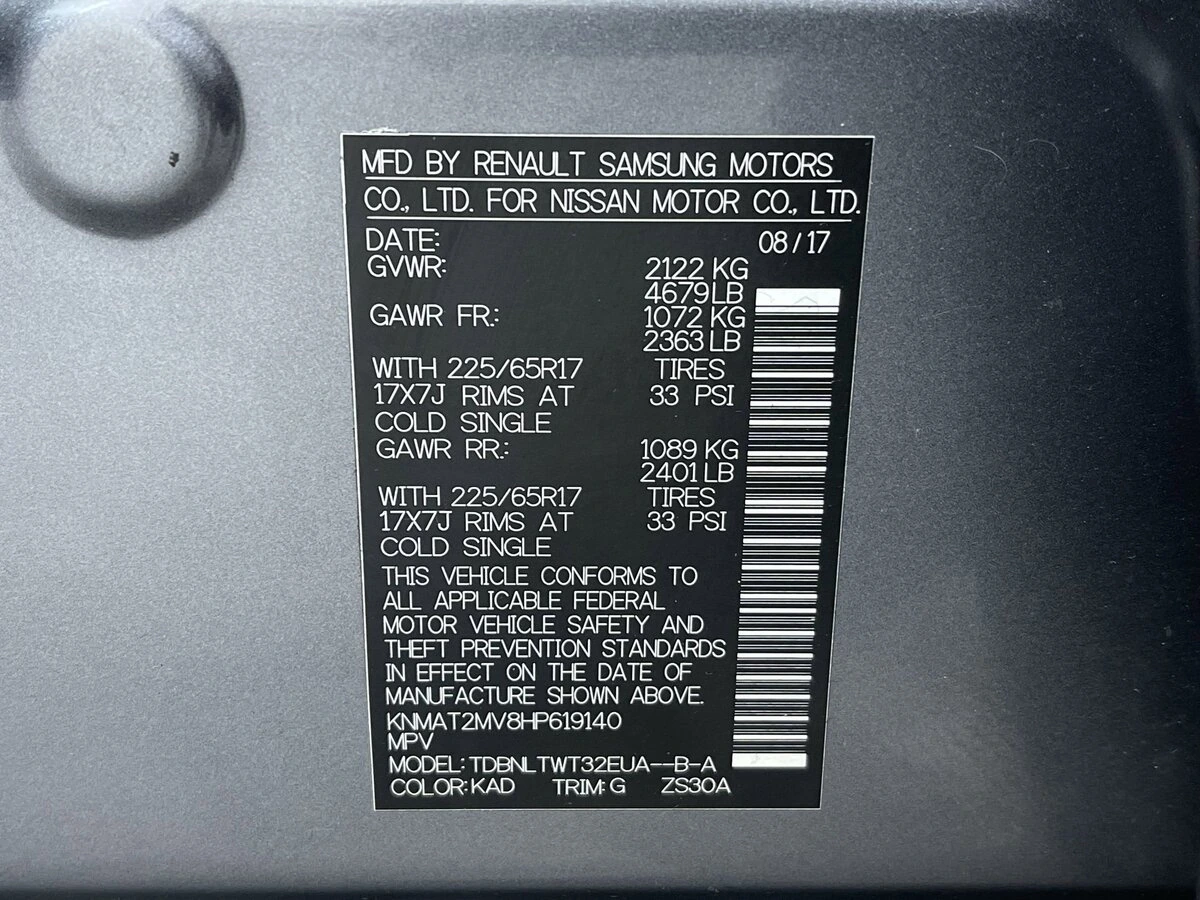 MFD BY RENAULT SAMSUNG MOTORS
CO., LTD. FOR NISSAN MOTOR CO., LTD.
DATE: 08/17
GVWR: 2122 KG
4679 LB
GAWR FR.: 1072 KG
2363 LB
WITH 225/65R17 TIRES
17X7J RIMS AT 33 PSI
COLD SINGLE
GAWR RR.: 1089 KG
2401 LB
WITH 225/65R17 TIRES
17X7J RIMS AT 33 PSI
COLD SINGLE
THIS VEHICLE CONFORMS TO
ALL APPLICABLE FEDERAL
MOTOR VEHICLE SAFETY AND
THEFT PREVENTION STANDARDS
IN EFFECT ON THE DATE OF
MANUFACTURE SHOWN ABOVE.
KNMAT2MV8HP619140
MPV
MODEL: TDBNLTWT32EUA--B-A
COLOR: KAD TRIM: G ZS30A